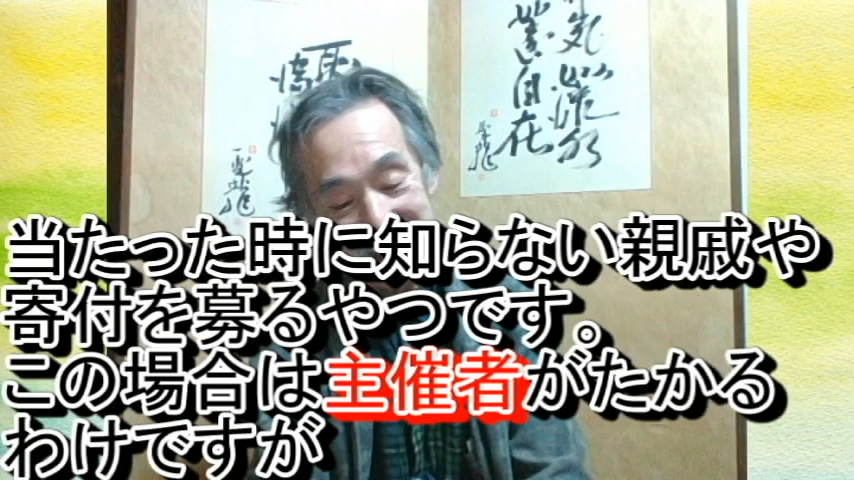 当たった時に知らない親戚や
寄付を募るやつです。
この場合は主催者がたかる
わけですが
自在